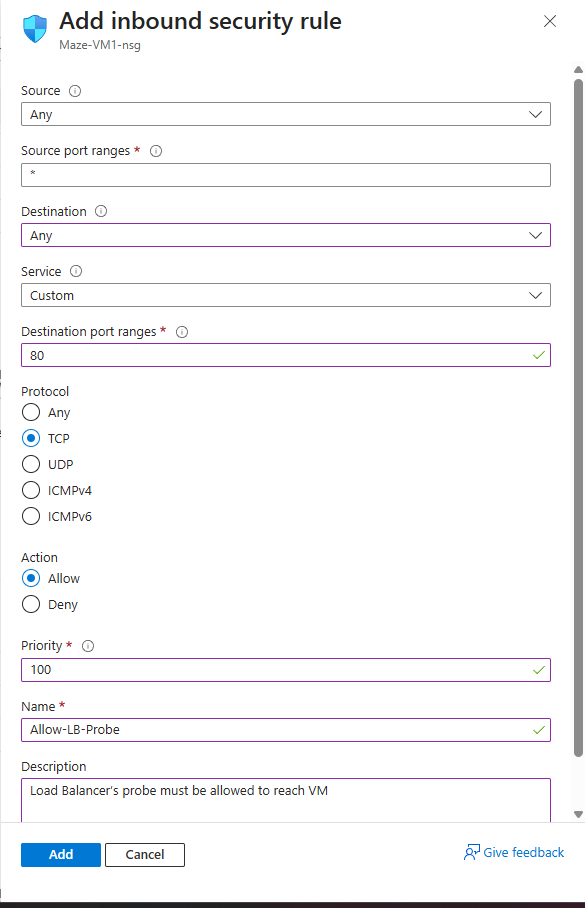 Add inbound security rule
Maze-VM1-nsg
Source
Any
Source port ranges *
*
Destination
Any
Service
Custom
Destination port ranges *
80
Protocol
Any
TCP
UDP
ICMPv4
ICMPv6
Action
Allow
Deny
Priority *
100
Name *
Allow-LB-Probe
Description
Load Balancer's probe must be allowed to reach VM
Add Cancel Give feedback